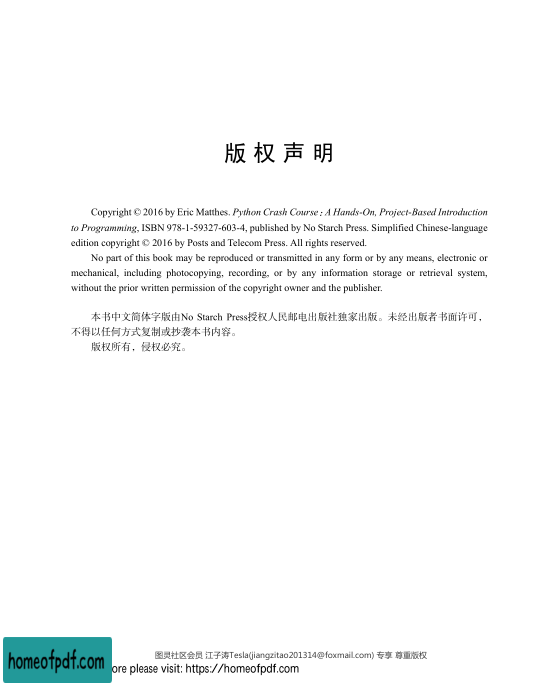 版 权 声 明
Copyright © 2016 by Eric Matthes. Python Crash Course：A Hands-On, Project-Based Introduction
to Programming, ISBN 978-1-59327-603-4, published by No Starch Press. Simplified Chinese-language
edition copyright © 2016 by Posts and Telecom Press. All rights reserved.
No part of this book may be reproduced or transmitted in any form or by any means, electronic or
mechanical, including photocopying, recording, or by any information storage or retrieval system,
without the prior written permission of the copyright owner and the publisher.
本书中文简体字版由No Starch Press授权人民邮电出版社独家出版。未经出版者书面许可，
不得以任何方式复制或抄袭本书内容。
版权所有，侵权必究。
图灵社区会员 江子涛Tesla(jiangzitao201314@foxmail.com) 专享 尊重版权
homeofpdf.com
ore please visit: https://homeofpdf.com